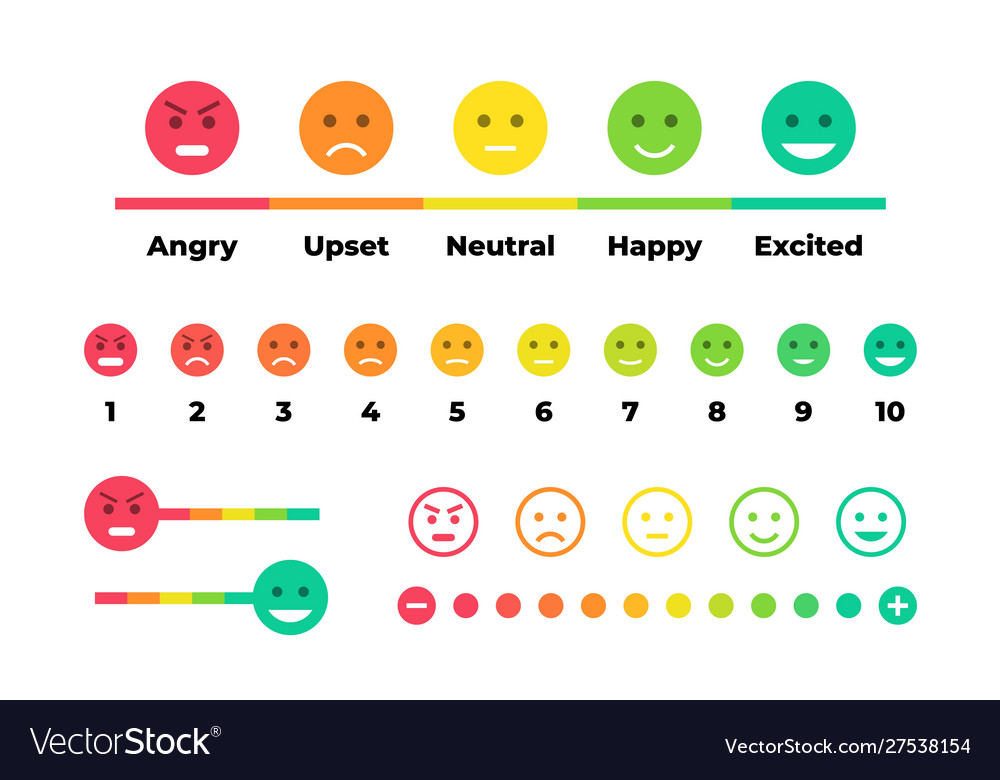 Angry Upset Neutral Happy Excited
1 2 3 4 5 6 7 8 9 10
VectorStock®
VectorStock.com/27538154